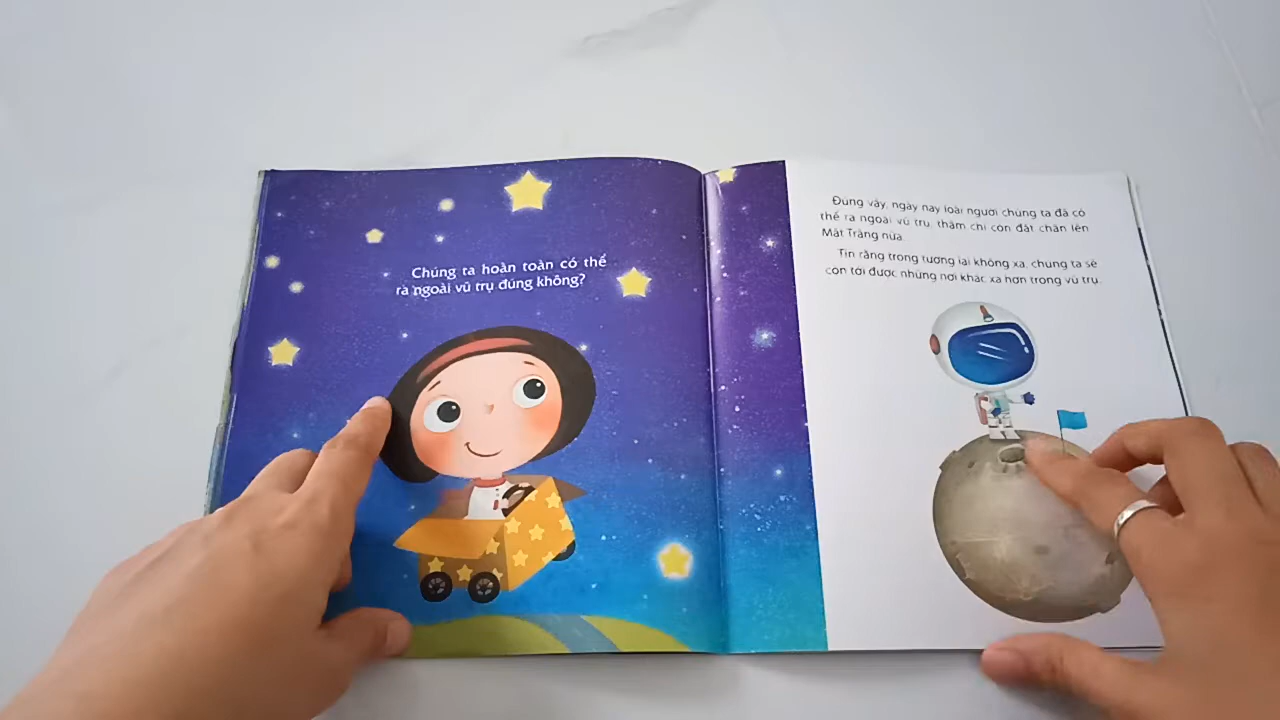 Chúng ta hoàn toàn có thể
ra ngoài vũ trụ đúng không?
Đúng vậy, ngày nay loài người chúng ta đã có
thể ra ngoài vũ trụ, thậm chí còn đặt chân lên
Mặt Trăng nữa.
Tin rằng trong tương lai không xa, chúng ta sẽ
còn tới được những nơi khác xa hơn trong vũ trụ.